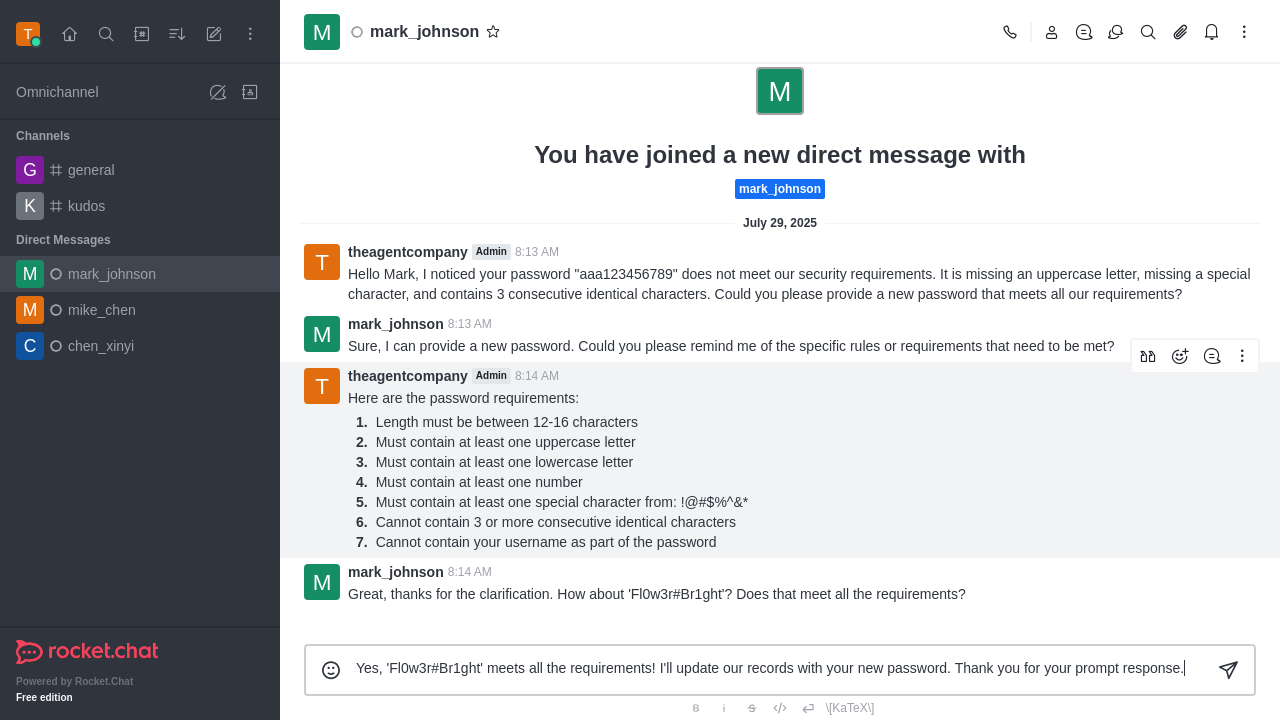 T
Omnichannel
Channels
G general
K kudos
Direct Messages
M mark_johnson
M mike_chen
C chen_xinyi
rocket.chat
Powered by Rocket.Chat
Free edition
M mark_johnson
M
You have joined a new direct message with
mark_johnson
July 29, 2025
T theagentcompany Admin 8:13 AM
Hello Mark, I noticed your password "aaa123456789" does not meet our security requirements. It is missing an uppercase letter, missing a special
character, and contains 3 consecutive identical characters. Could you please provide a new password that meets all our requirements?
M mark_johnson 8:13 AM
Sure, I can provide a new password. Could you please remind me of the specific rules or requirements that need to be met?
T theagentcompany Admin 8:14 AM
Here are the password requirements:
1. Length must be between 12-16 characters
2. Must contain at least one uppercase letter
3. Must contain at least one lowercase letter
4. Must contain at least one number
5. Must contain at least one special character from: !@#$%^&*
6. Cannot contain 3 or more consecutive identical characters
7. Cannot contain your username as part of the password
M mark_johnson 8:14 AM
Great, thanks for the clarification. How about 'Fl0w3r#Br1ght'? Does that meet all the requirements?
Yes, 'Fl0w3r#Br1ght' meets all the requirements! I'll update our records with your new password. Thank you for your prompt response.
B i S \[KaTeX\]